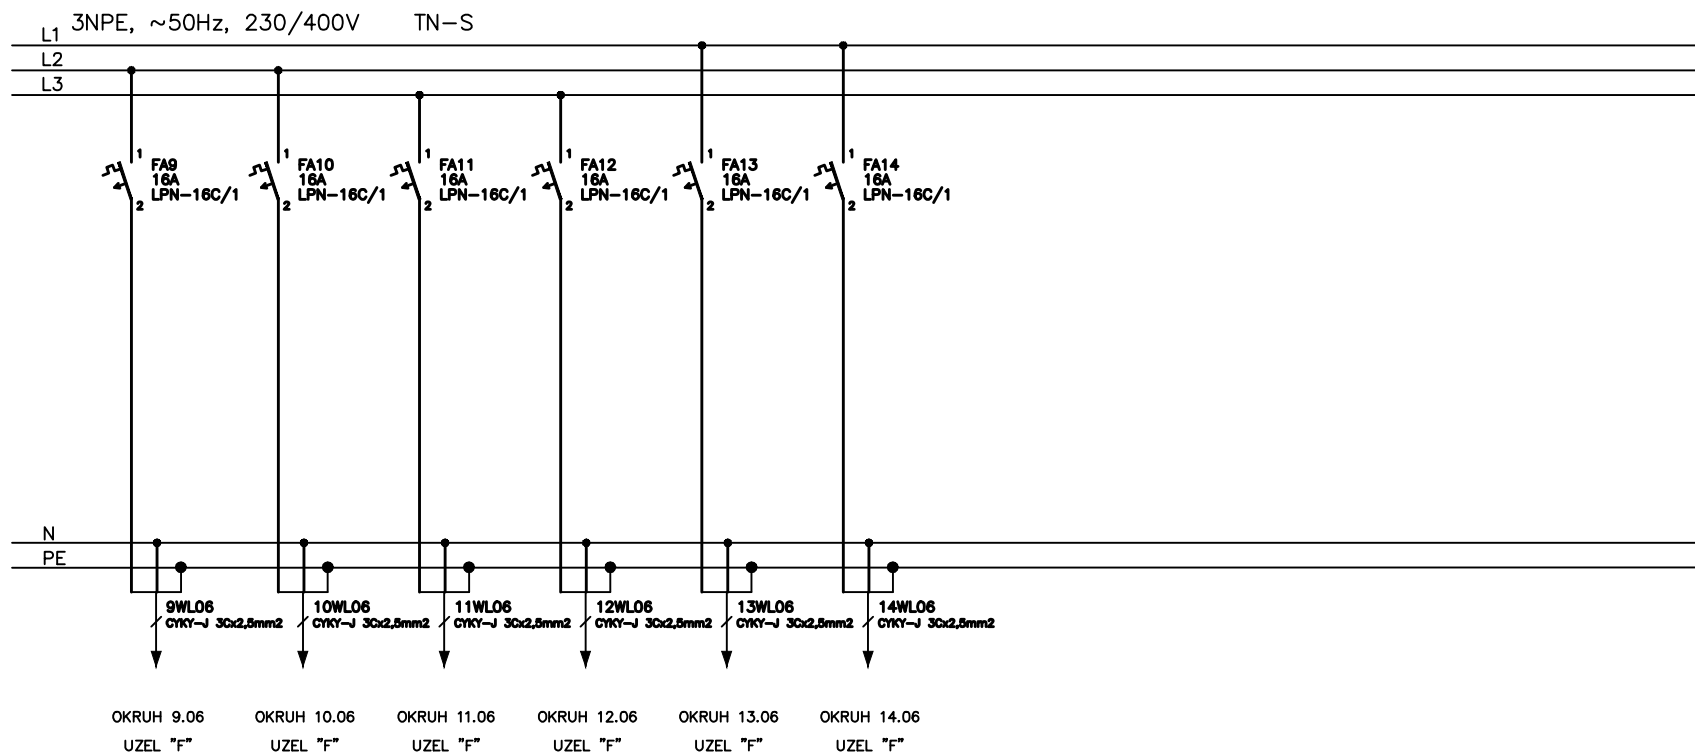 3NPE, ~50Hz, 230/400V TN-S
L1
L2
L3
1
FA9
16A
LPN-16C/1
2
1
FA10
16A
LPN-16C/1
2
1
FA11
16A
LPN-16C/1
2
1
FA12
16A
LPN-16C/1
2
1
FA13
16A
LPN-16C/1
2
1
FA14
16A
LPN-16C/1
2
N
PE
9WL06
CYKY-J 3Cx2,5mm2
10WL06
CYKY-J 3Cx2,5mm2
11WL06
CYKY-J 3Cx2,5mm2
12WL06
CYKY-J 3Cx2,5mm2
13WL06
CYKY-J 3Cx2,5mm2
14WL06
CYKY-J 3Cx2,5mm2
OKRUH 9.06
UZEL "F"
OKRUH 10.06
UZEL "F"
OKRUH 11.06
UZEL "F"
OKRUH 12.06
UZEL "F"
OKRUH 13.06
UZEL "F"
OKRUH 14.06
UZEL "F"